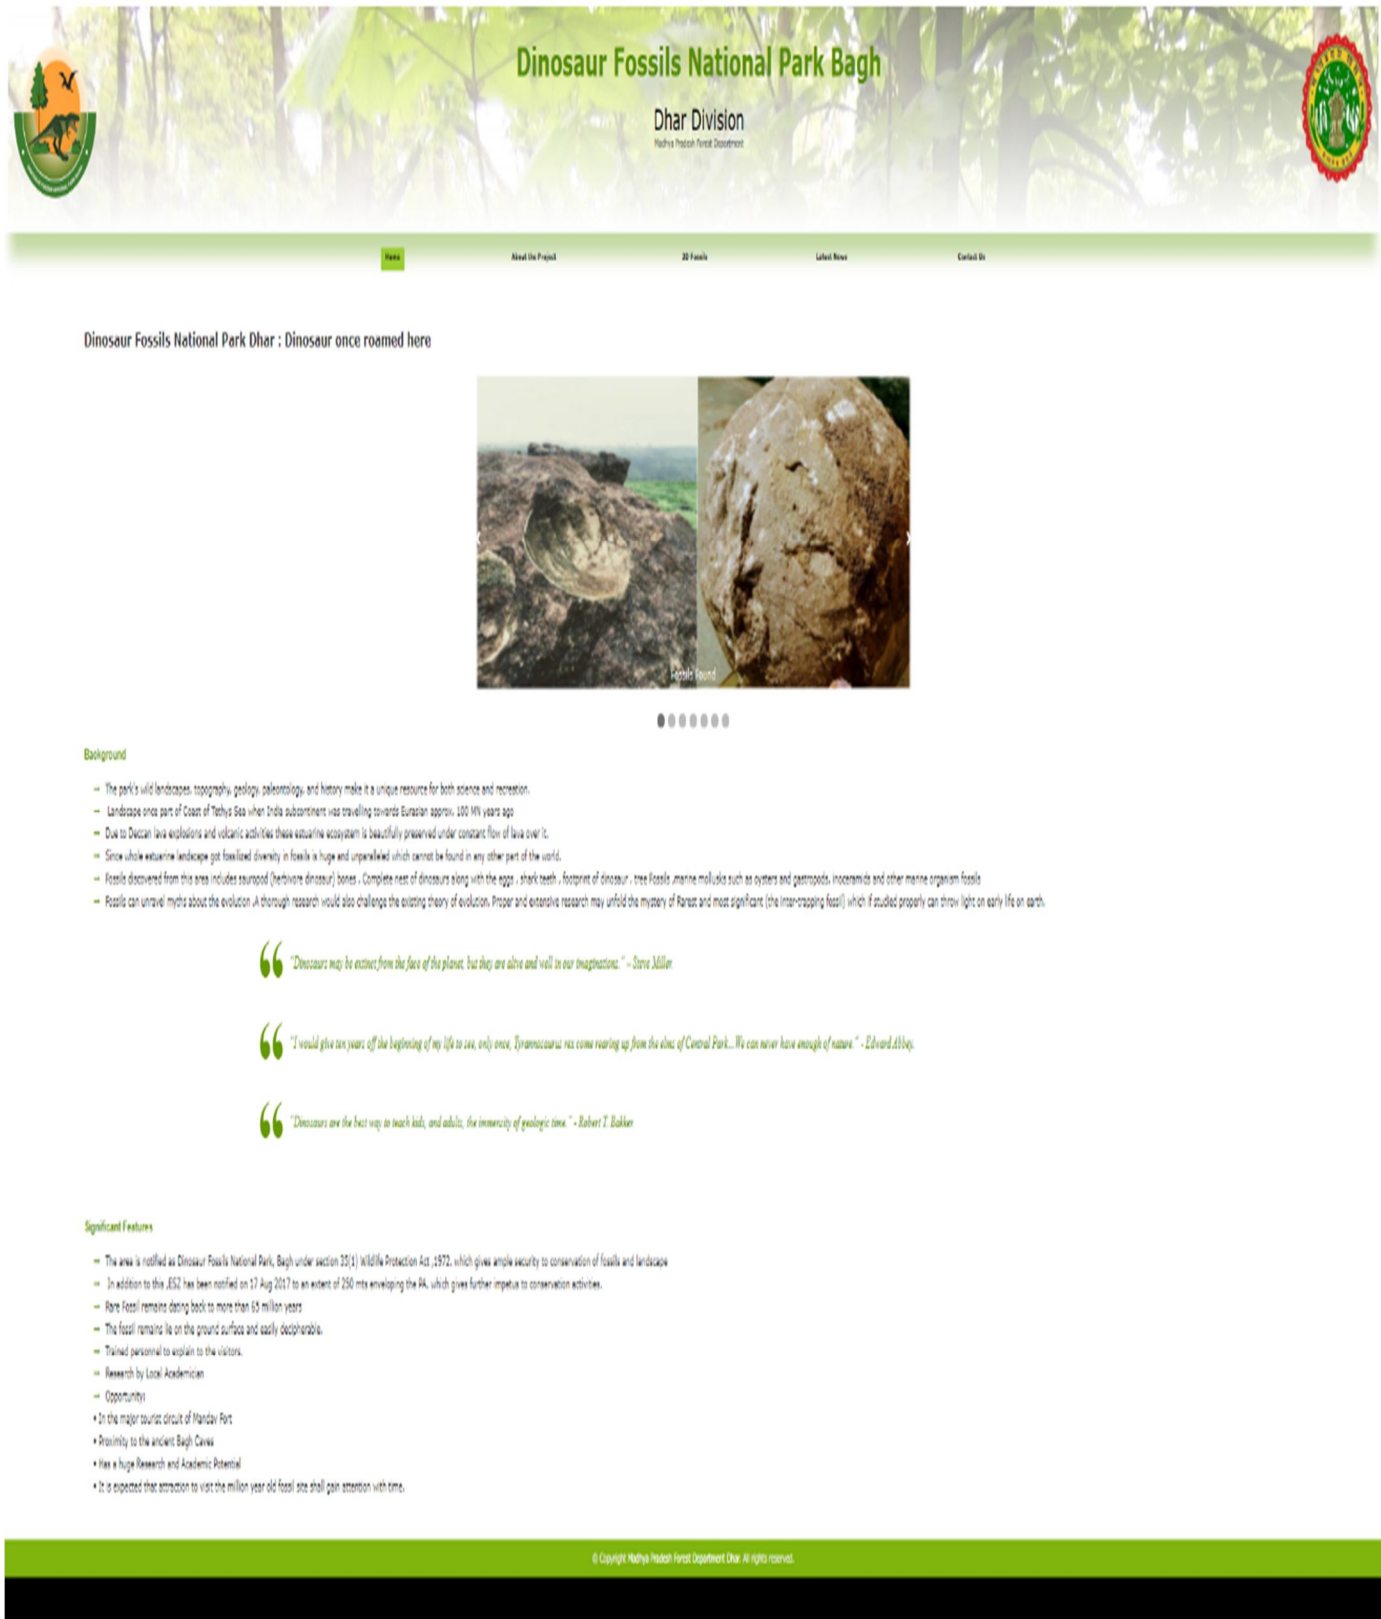 Dinosaur Fossils National Park Bagh
Dhar Division
Madhya Pradesh Forest Department
Home
About the Project
3D Fossils
Latest News
Contact Us
Dinosaur Fossils National Park Dhar : Dinosaur once roamed here
Fossils Found
Background
The park's wild landscapes, topography, geology, paleontology, and history make it a unique resource for both science and recreation.
Landscape once part of Coast of Tethys Sea when India subcontinent was travelling towards Eurasian approx. 100 MN years ago
Due to Deccan lava explosions and volcanic activities these estuarine ecosystem is beautifully preserved under constant flow of lava over it.
Since whole estuarine landscape got fossilized diversity in fossils is huge and unparalleled which cannot be found in any other part of the world.
Fossils discovered from this area includes sauropod (herbivore dinosaur) bones , Complete nest of dinosaurs along with the eggs , shark teeth , footprint of dinosaur , tree Fossils ,marine mollusks such as oysters and gastropods, inoceramids and other marine organism fossils
Fossils can unravel myths about the evolution .A thorough research would also challenge the existing theory of evolution. Proper and extensive research may unfold the mystery of Rarest and most significant (the Inter-trapping fossil) which if studied properly can throw light on early life on earth.
"Dinosaurs may be extinct from the face of the planet, but they are alive and well in our imaginations." – Steve Miller
"I would give ten years off the beginning of my life to see, only once, Tyrannosaurus rex come rearing up from the elms of Central Park...We can never have enough of nature." - Edward Abbey.
"Dinosaurs are the best way to teach kids, and adults, the immensity of geologic time." - Robert T. Bakker
Significant Features
The area is notified as Dinosaur Fossils National Park, Bagh under section 35(1) Wildlife Protection Act ,1972, which gives ample security to conservation of fossils and landscape
In addition to this ,ESZ has been notified on 17 Aug 2017 to an extent of 250 mts enveloping the PA, which gives further impetus to conservation activities.
Rare Fossil remains dating back to more than 65 million years
The fossil remains lie on the ground surface and easily decipherable.
Trained personnel to explain to the visitors.
Research by Local Academician
Opportunity:
• In the major tourist circuit of Mandav Fort
• Proximity to the ancient Bagh Caves
• Has a huge Research and Academic Potential
• It is expected that attraction to visit the million year old fossil site shall gain attention with time.
© Copyright Madhya Pradesh Forest Department Dhar. All rights reserved.